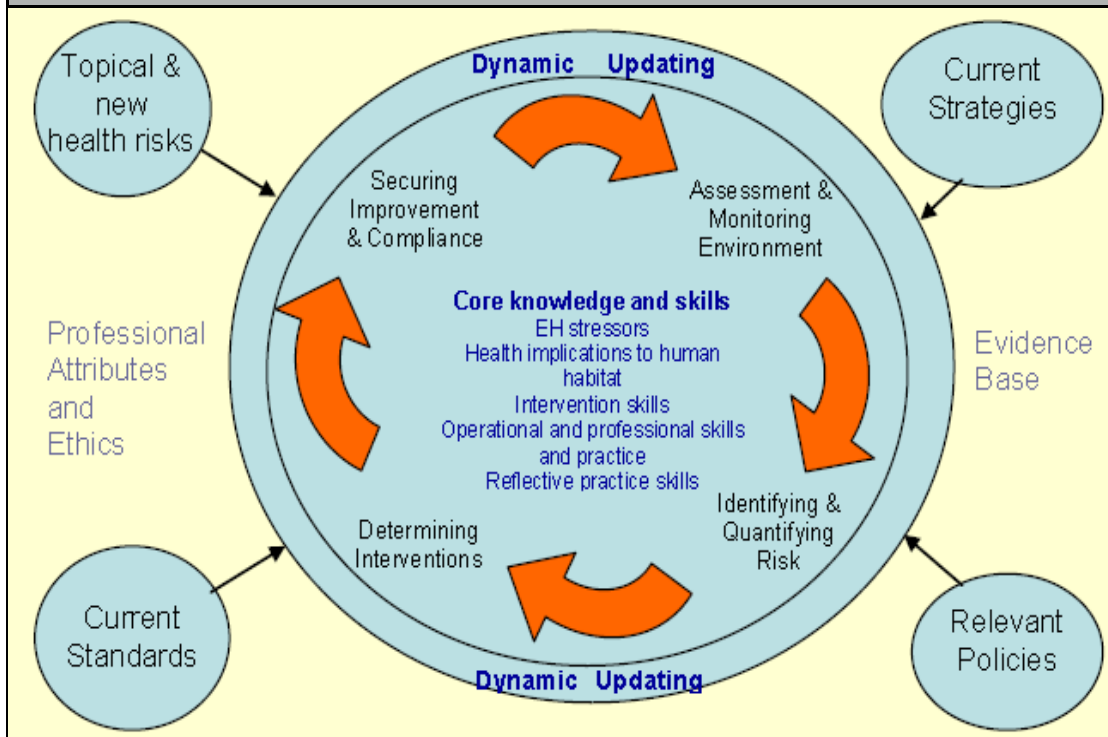 Dynamic Updating
Topical &
new
health risks
Current
Strategies
Securing
Improvement
& Compliance
Assessment &
Monitoring
Environment
Core knowledge and skills
EH stressors
Health implications to human
habitat
Intervention skills
Operational and professional skills
and practice
Reflective practice skills
Professional
Attributes
and
Ethics
Evidence
Base
Determining
Interventions
Identifying &
Quantifying
Risk
Current
Standards
Relevant
Policies
Dynamic Updating